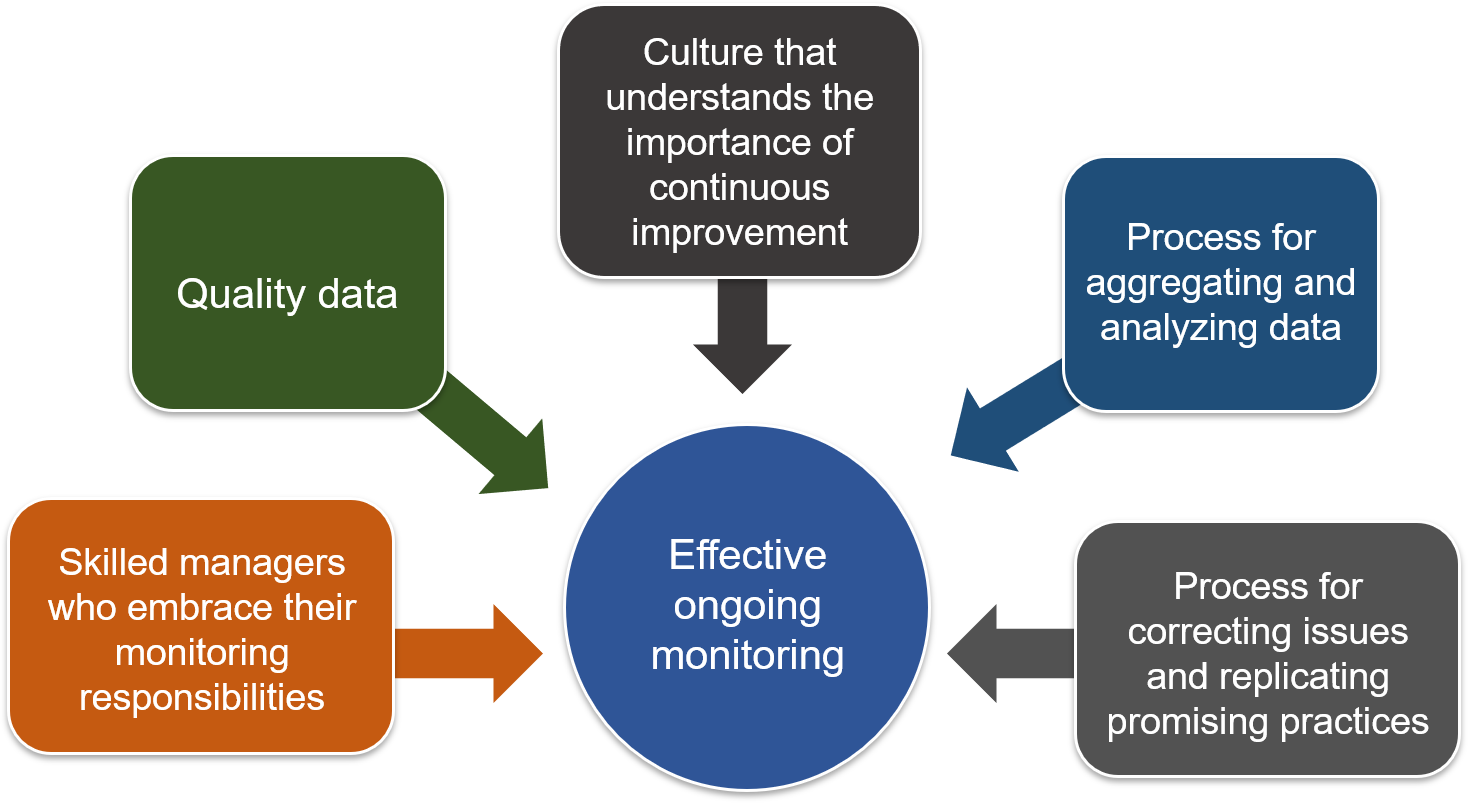 Culture that
understands the
importance of
continuous
improvement
Quality data
Process for
aggregating and
analyzing data
Skilled managers
who embrace their
monitoring
responsibilities
Effective
ongoing
monitoring
Process for
correcting issues
and replicating
promising practices